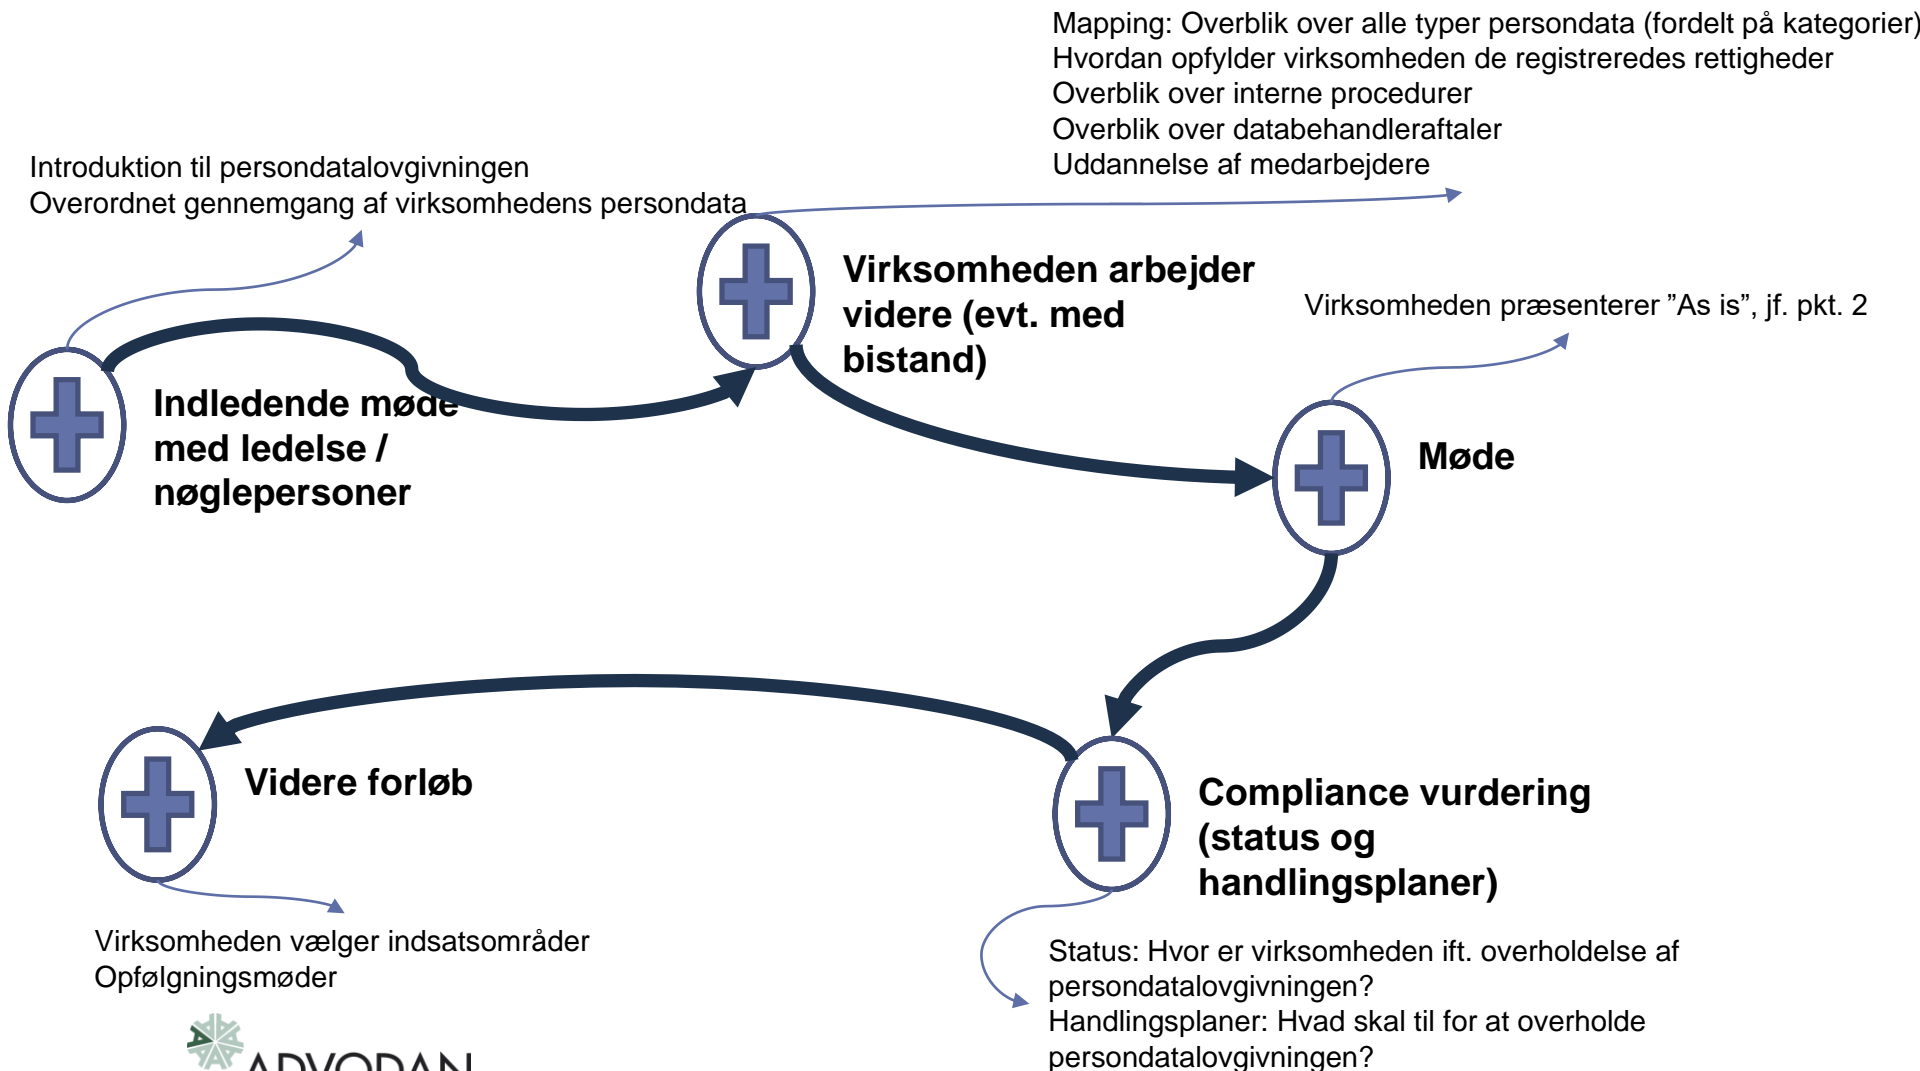 Mapping: Overblik over alle typer persondata (fordelt på kategorier)
Hvordan opfylder virksomheden de registreredes rettigheder
Overblik over interne procedurer
Overblik over databehandleraftaler
Uddannelse af medarbejdere
Introduktion til persondatalovgivningen
Overordnet gennemgang af virksomhedens persondata
Virksomheden arbejder
videre (evt. med
bistand)
Virksomheden præsenterer ”As is”, jf. pkt. 2
Indledende møde
med ledelse /
nøglepersoner
Møde
Videre forløb
Compliance vurdering
(status og
handlingsplaner)
Virksomheden vælger indsatsområder
Opfølgningsmøder
Status: Hvor er virksomheden ift. overholdelse af
persondatalovgivningen?
Handlingsplaner: Hvad skal til for at overholde
persondatalovgivningen?
ADVODAN